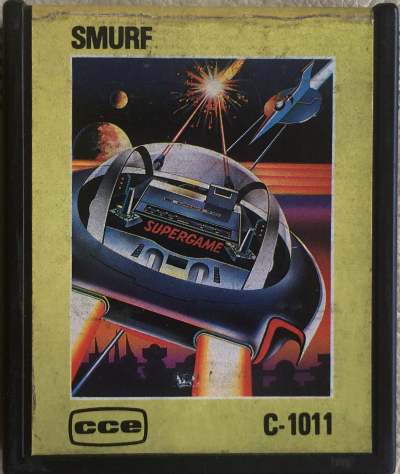 SMURF
SUPERGAME
cce
C-1011